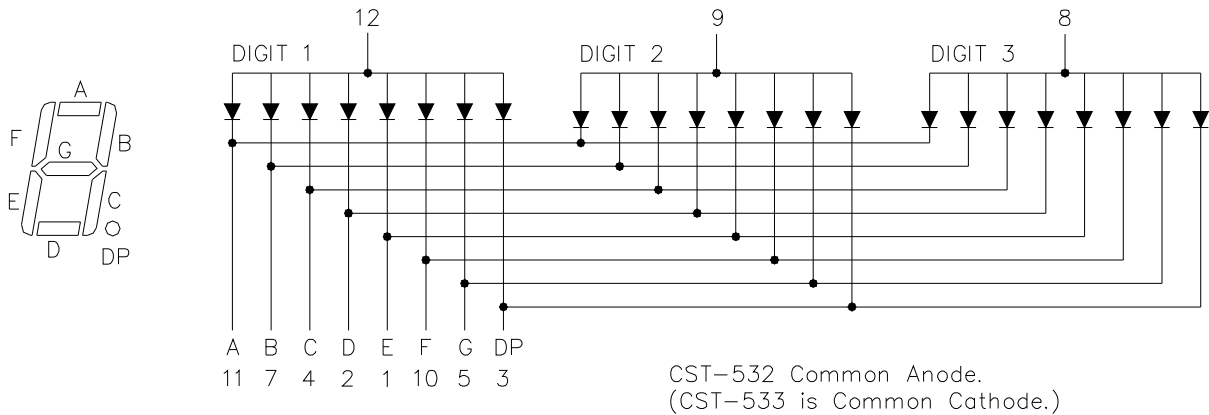 12 9 8
DIGIT 1 DIGIT 2 DIGIT 3
A
F B
G
E C
D DP
A B C D E F G DP
11 7 4 2 1 10 5 3
CST-532 Common Anode.
(CST-533 is Common Cathode.)